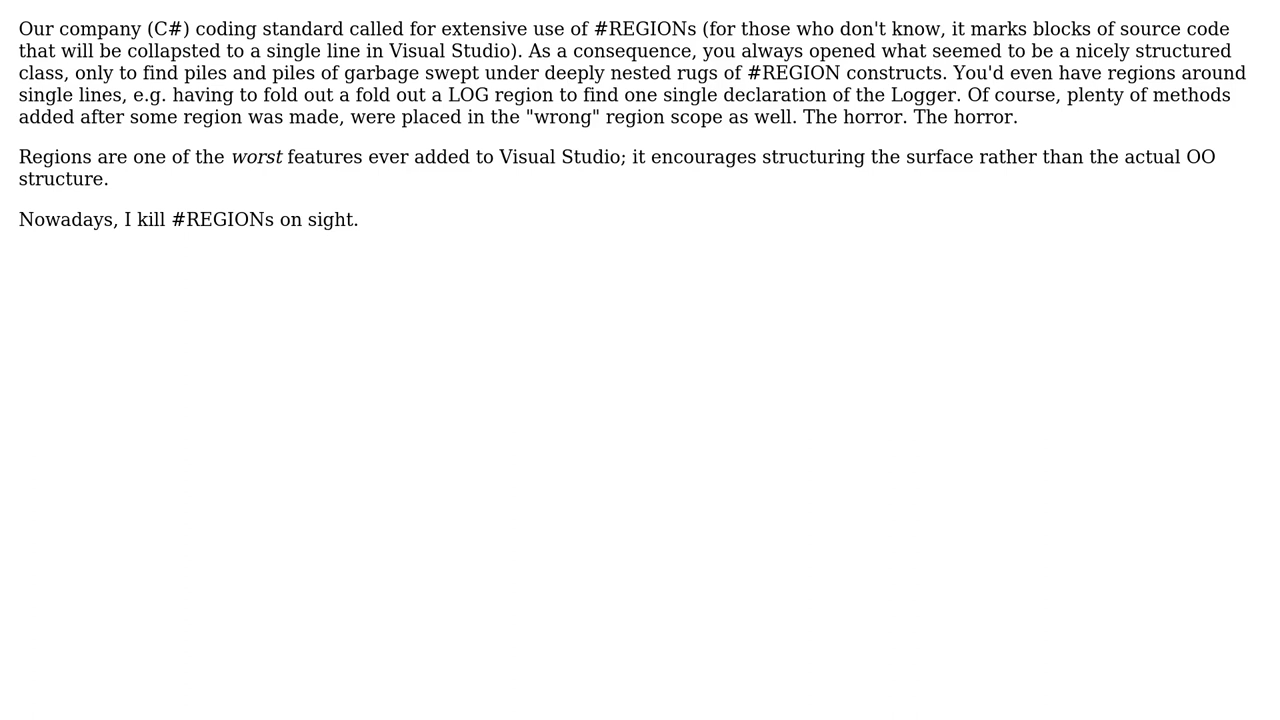 Our company (C#) coding standard called for extensive use of #REGIONs (for those who don't know, it marks blocks of source code
that will be collapsted to a single line in Visual Studio). As a consequence, you always opened what seemed to be a nicely structured
class, only to find piles and piles of garbage swept under deeply nested rugs of #REGION constructs. You'd even have regions around
single lines, e.g. having to fold out a fold out a LOG region to find one single declaration of the Logger. Of course, plenty of methods
added after some region was made, were placed in the "wrong" region scope as well. The horror. The horror.
Regions are one of the worst features ever added to Visual Studio; it encourages structuring the surface rather than the actual OO
structure.
Nowadays, I kill #REGIONs on sight.